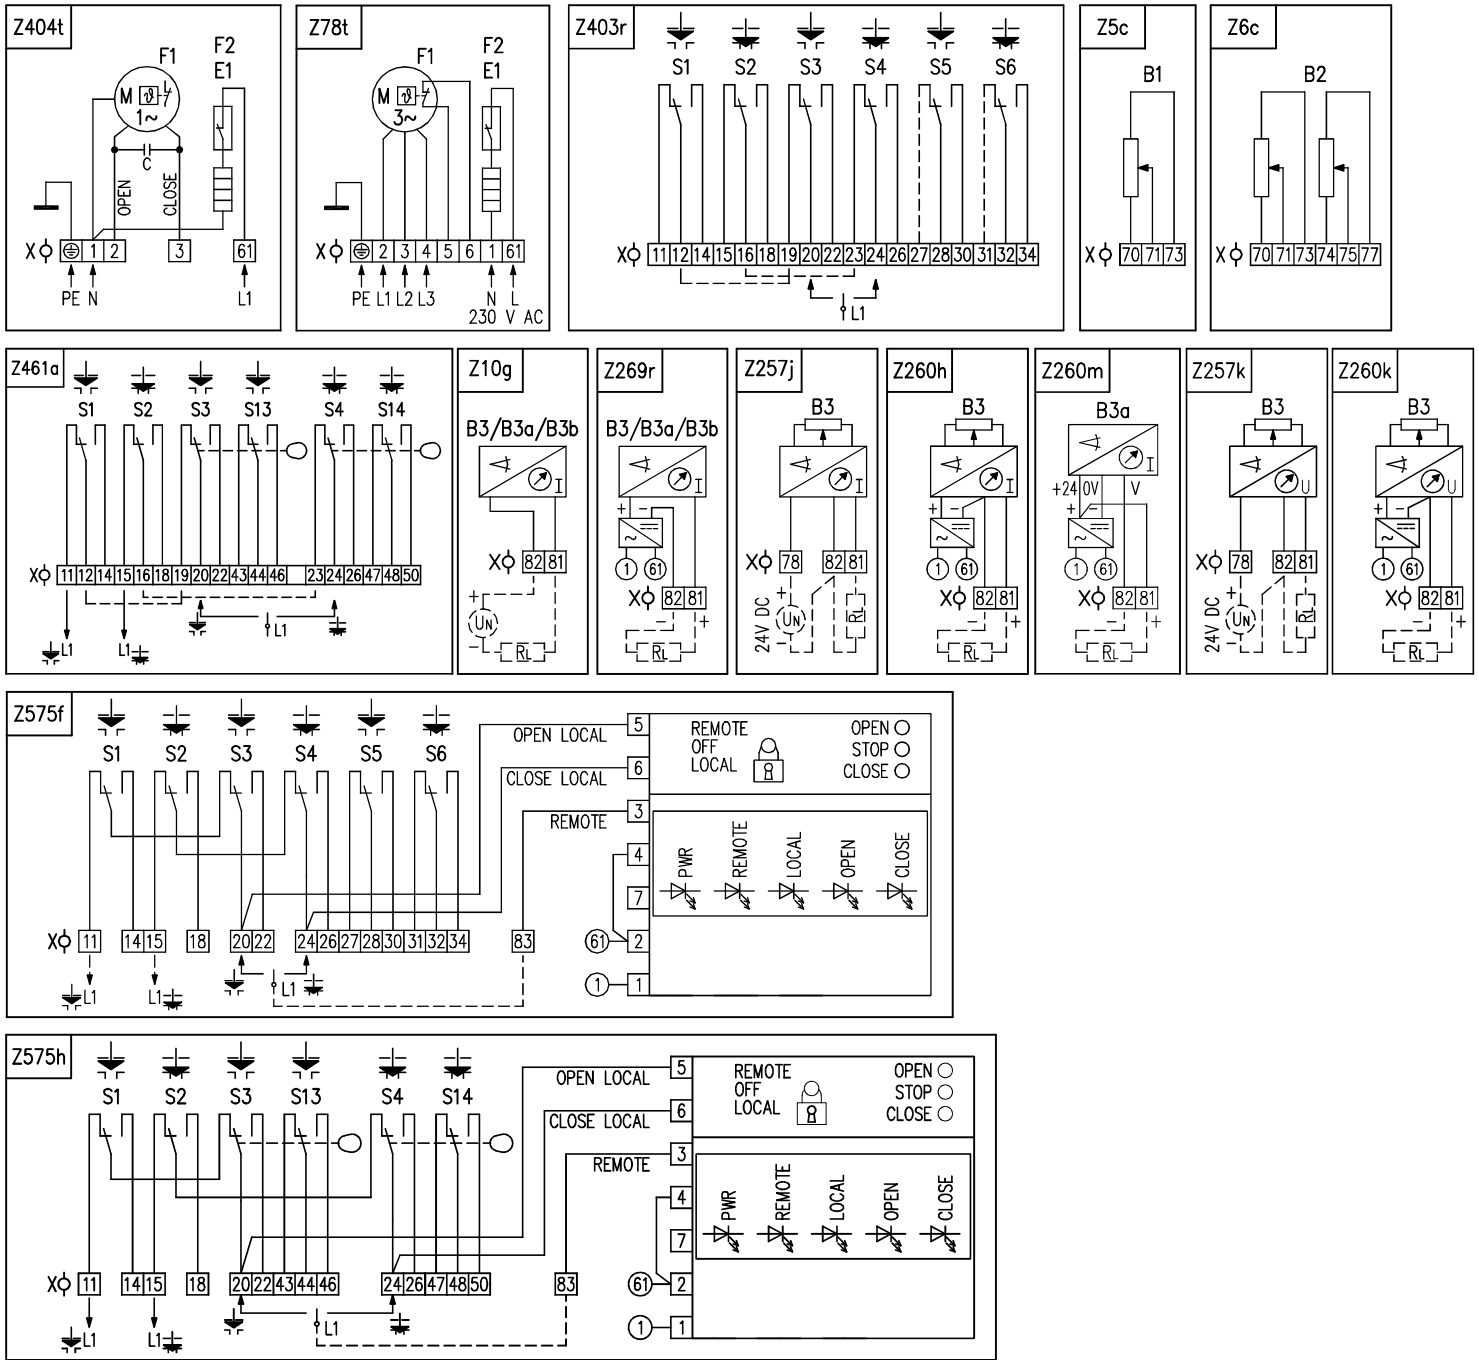 Z404t
F1
F2
E1
M ϑ
1~
C
OPEN
CLOSE
X 1 2 3 61
PE N L1
Z78t
F1
F2
E1
M ϑ
3~
X 2 3 4 5 6 1 61
PE L1 L2 L3 N L
230 V AC
Z403r
S1 S2 S3 S4 S5 S6
X 11 12 14 15 16 18 19 20 22 23 24 26 27 28 30 31 32 34
L1
Z5c
B1
X 70 71 73
Z6c
B2
X 70 71 73 74 75 77
Z461a
S1 S2 S3 S13 S4 S14
X 11 12 14 15 16 18 19 20 22 43 44 46 23 24 26 47 48 50
L1 L1 L1
Z10g
B3/B3a/B3b
I
X 82 81
+
UN
-
RL
Z269r
B3/B3a/B3b
I
+ -
~
1 61
X 82 81
- +
RL
Z257j
B3
I
X 78 82 81
24V DC
+
UN
-
RL
Z260h
B3
I
+ -
~
1 61
X 82 81
- +
RL
Z260m
B3a
I
+24 0V V
+ -
~
1 61
X 82 81
- +
RL
Z257k
B3
U
X 78 82 81
24V DC
+
UN
-
RL
Z260k
B3
U
+ -
~
1 61
X 82 81
- +
RL
Z575f
S1 S2 S3 S4 S5 S6
OPEN LOCAL
CLOSE LOCAL
REMOTE
5
6
3
4
7
61 2
1 1
REMOTE
OFF
LOCAL
OPEN
STOP
CLOSE
PWR
REMOTE
LOCAL
OPEN
CLOSE
X 11 14 15 18 20 22 24 26 27 28 30 31 32 34 83
L1 L1 L1
Z575h
S1 S2 S3 S13 S4 S14
OPEN LOCAL
CLOSE LOCAL
REMOTE
5
6
3
4
7
61 2
1 1
REMOTE
OFF
LOCAL
OPEN
STOP
CLOSE
PWR
REMOTE
LOCAL
OPEN
CLOSE
X 11 14 15 18 20 22 43 44 46 24 26 47 48 50 83
L1 L1 L1